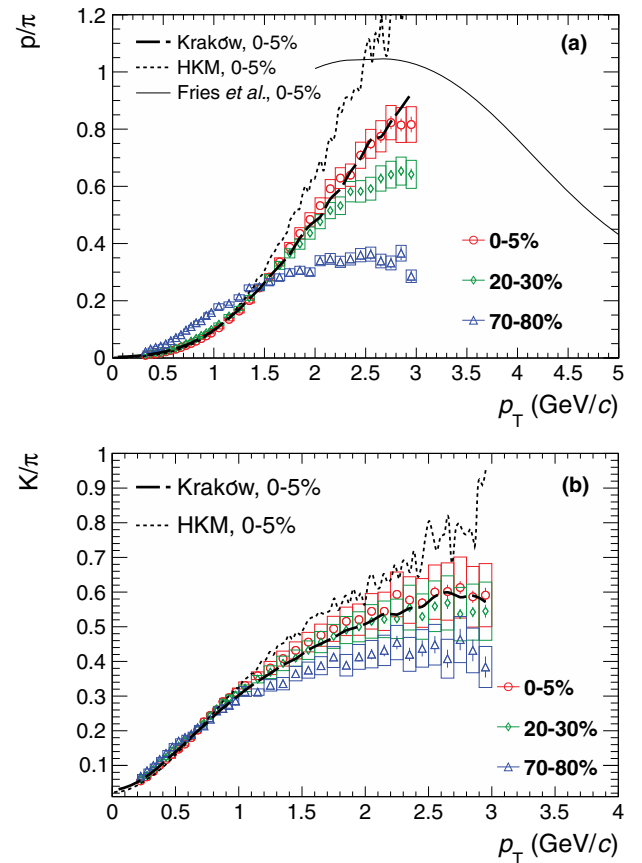 p/π
1.2
1
0.8
0.6
0.4
0.2
0
Kraków, 0-5%
HKM, 0-5%
Fries et al., 0-5%
(a)
0-5%
20-30%
70-80%
0 0.5 1 1.5 2 2.5 3 3.5 4 4.5 5
p_T (GeV/c)
K/π
1
0.9
0.8
0.7
0.6
0.5
0.4
0.3
0.2
0.1
Kraków, 0-5%
HKM, 0-5%
(b)
0-5%
20-30%
70-80%
0 0.5 1 1.5 2 2.5 3 3.5 4
p_T (GeV/c)